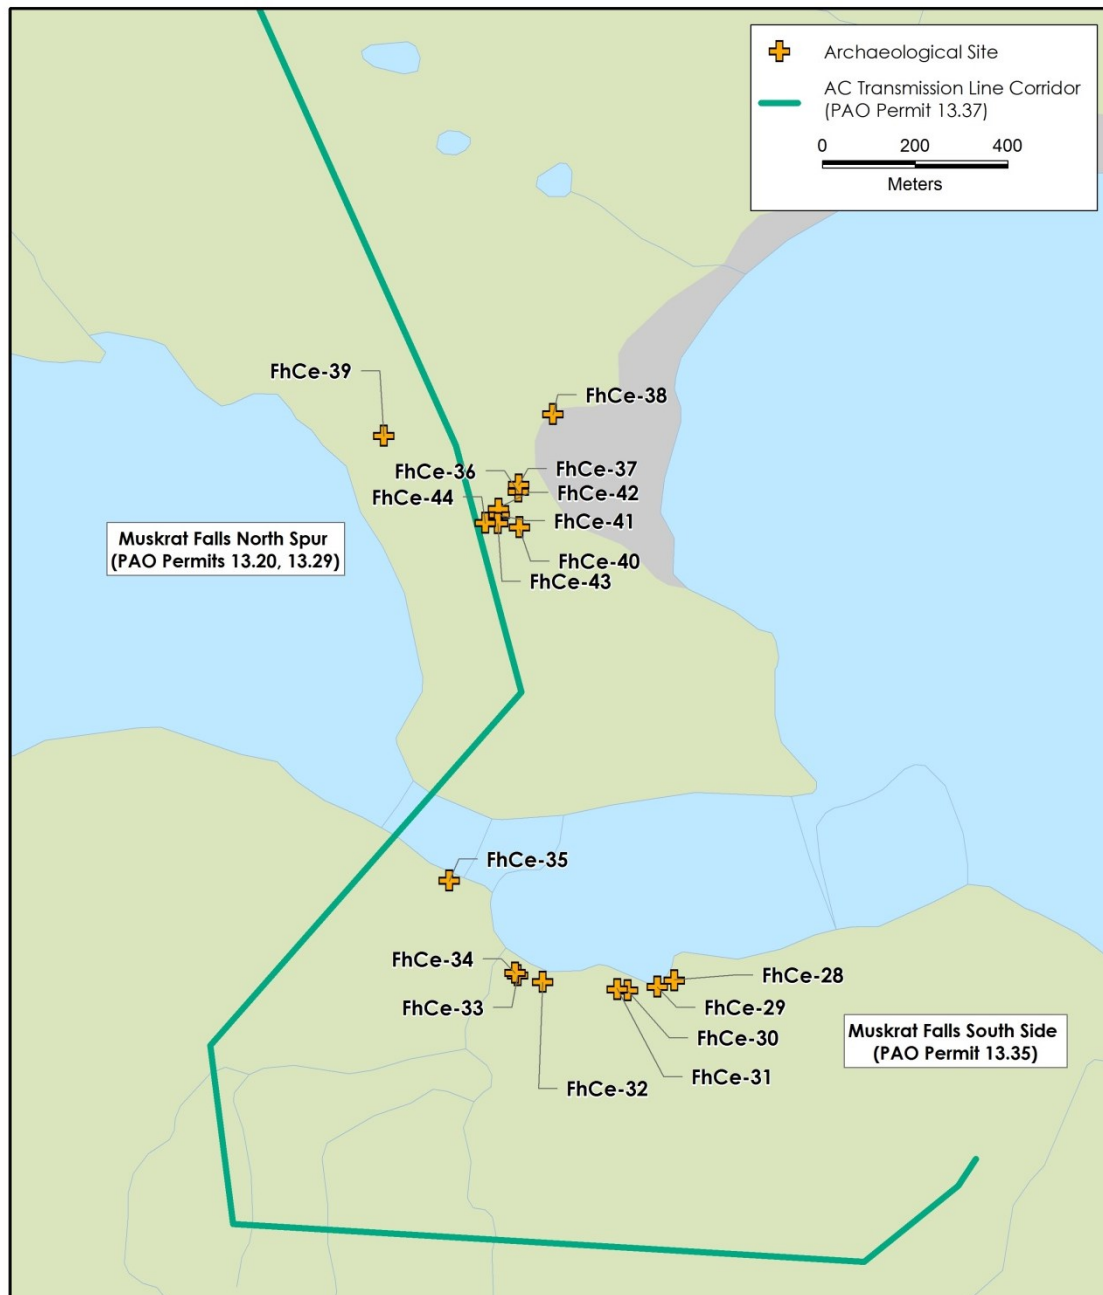 Archaeological Site
AC Transmission Line Corridor
(PAO Permit 13.37)
0 200 400
Meters
FhCe-39
FhCe-38
FhCe-36
FhCe-37
FhCe-44
FhCe-42
FhCe-41
FhCe-40
FhCe-43
Muskrat Falls North Spur
(PAO Permits 13.20, 13.29)
FhCe-35
FhCe-34
FhCe-33
FhCe-28
FhCe-29
FhCe-30
FhCe-31
FhCe-32
Muskrat Falls South Side
(PAO Permit 13.35)